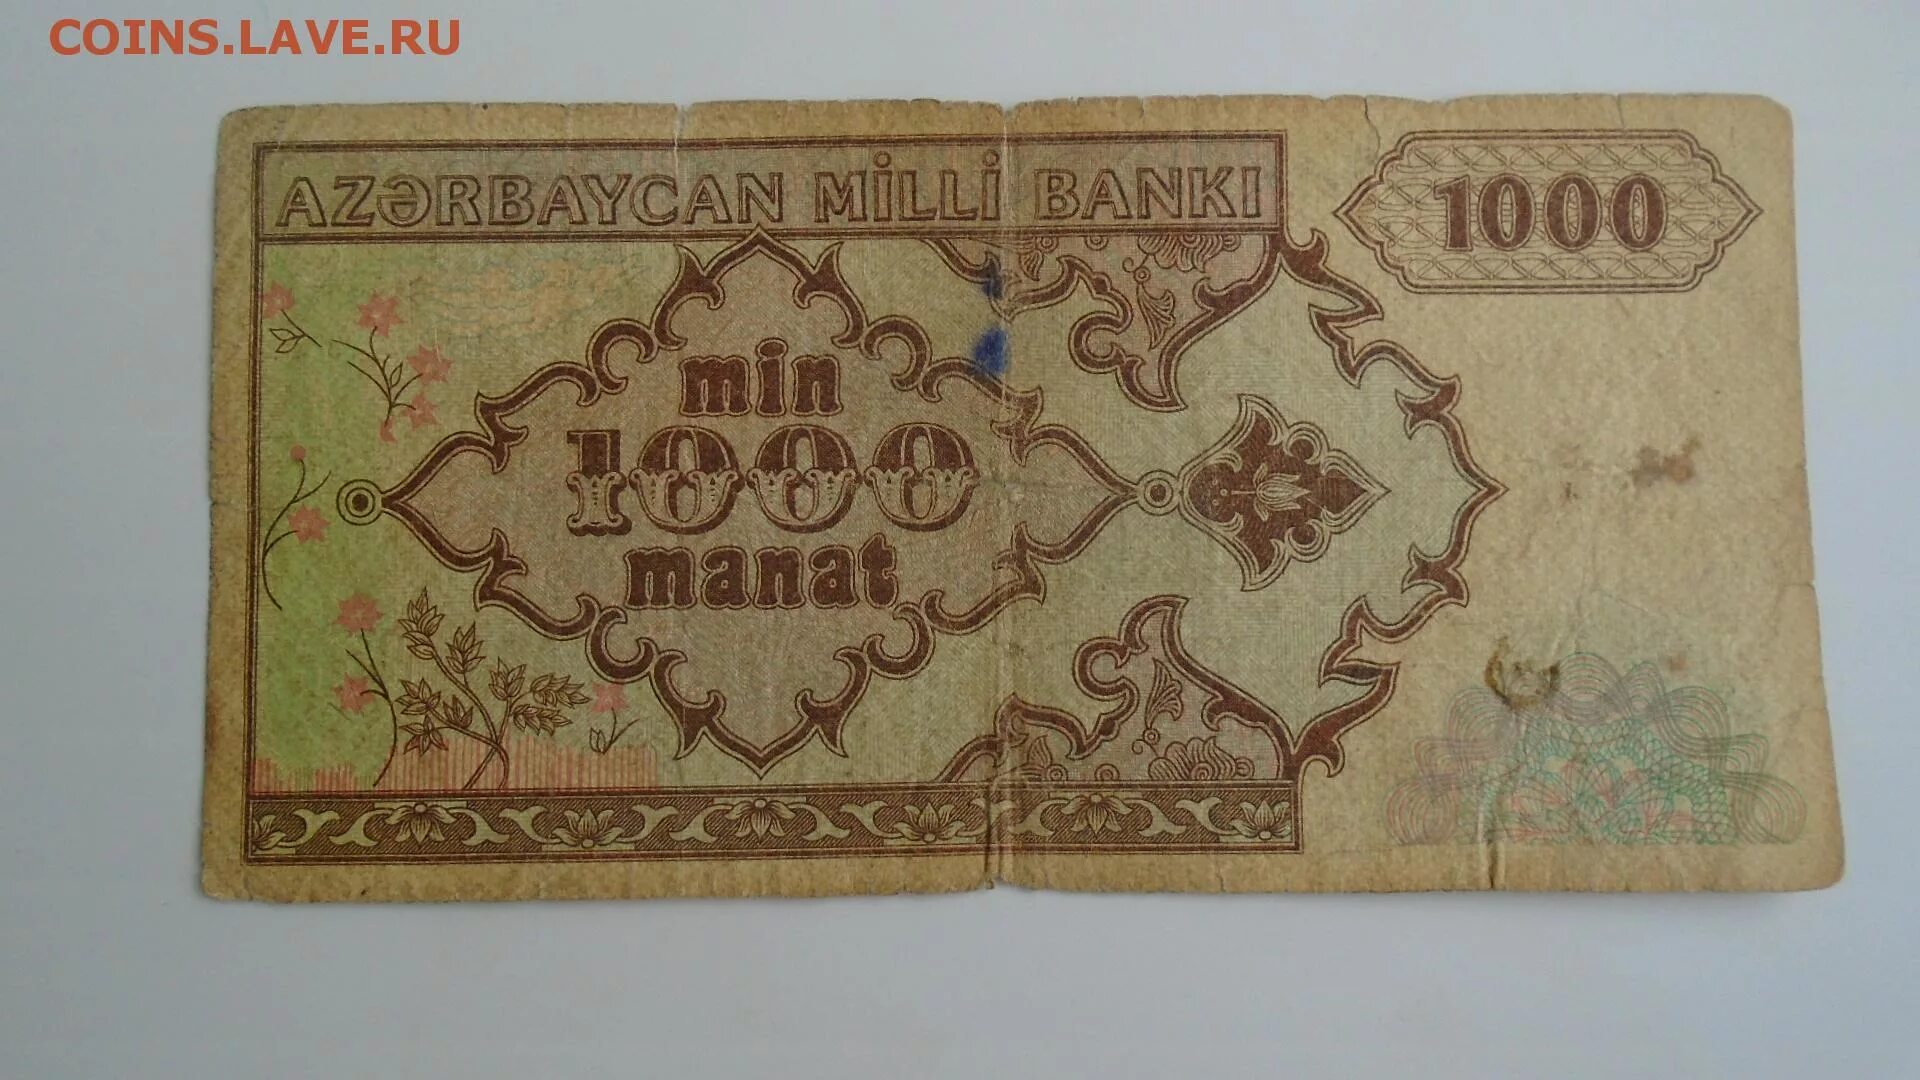 COINS.LAVE.RU
AZƏRBAYCAN MİLLİ BANKI
1000
min
1000
manat